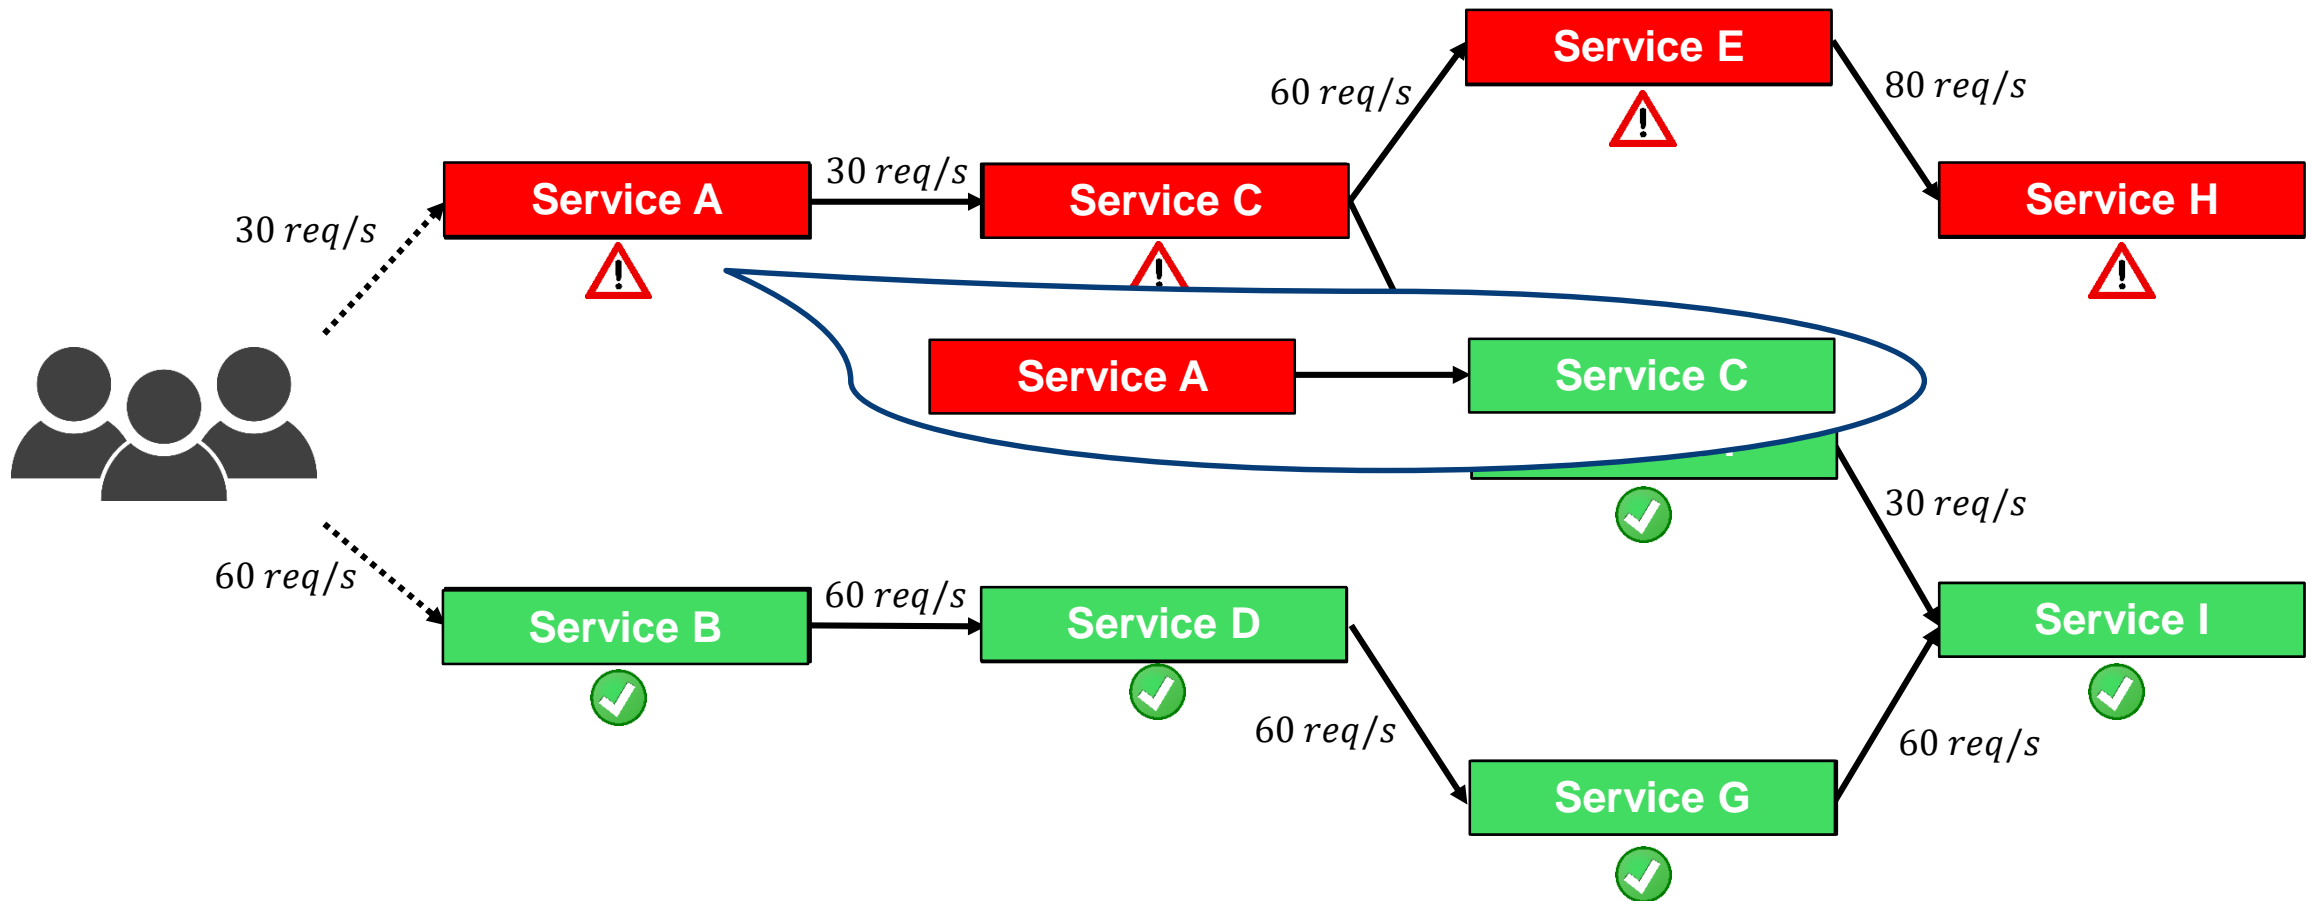 Service E
60 req/s
80 req/s
Service A
30 req/s
Service C
Service H
30 req/s
Service A
Service C
30 req/s
60 req/s
Service B
60 req/s
Service D
Service I
60 req/s
60 req/s
Service G